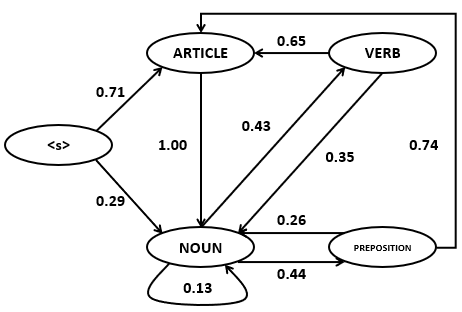 0.65
ARTICLE
VERB
0.71
0.43
<s>
1.00
0.35
0.74
0.29
0.26
NOUN
PREPOSITION
0.44
0.13